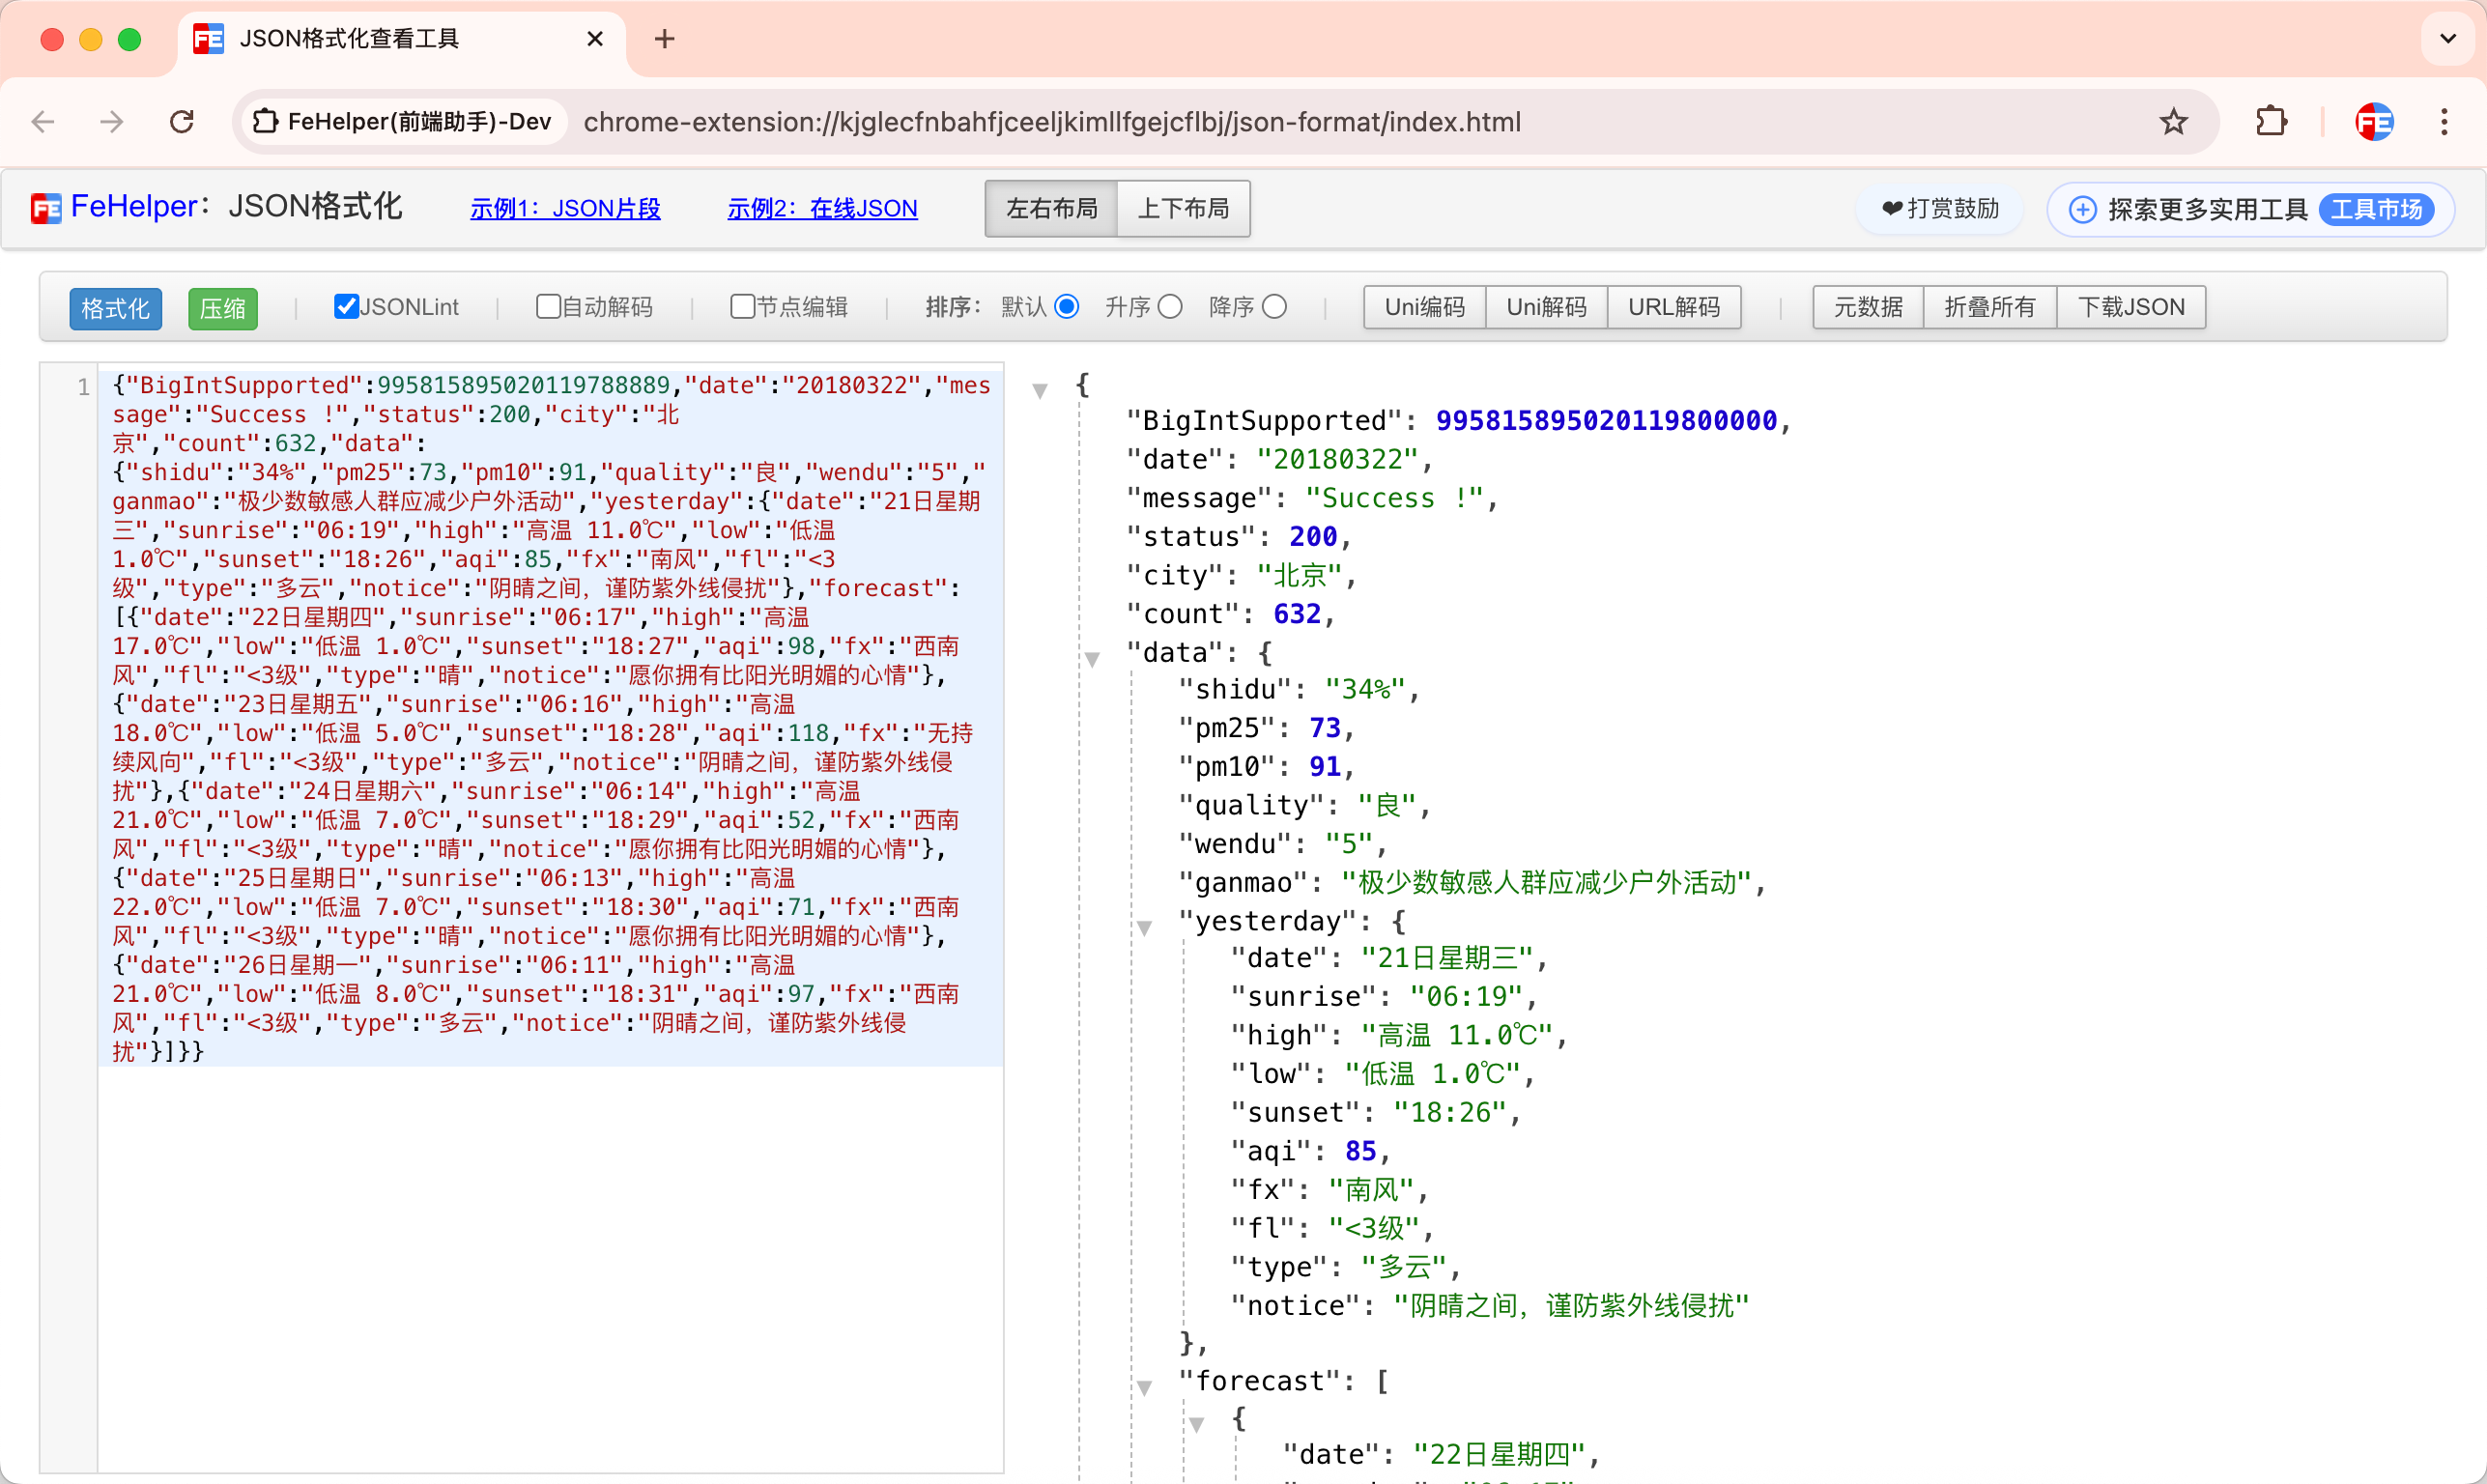 JSON格式化查看工具
FeHelper(前端助手)-Dev chrome-extension://kjglecfnbahfjceeljkimllfgejcflbj/json-format/index.html
FeHelper：JSON格式化 示例1：JSON片段 示例2：在线JSON 左右布局 上下布局 ❤打赏鼓励 探索更多实用工具 工具市场
格式化 压缩 | JSONLint | 自动解码 | 节点编辑 | 排序： 默认 升序 降序 | Uni编码 Uni解码 URL解码 | 元数据 折叠所有 下载JSON
1
{"BigIntSupported":995815895020119788889,"date":"20180322","mes
sage":"Success !","status":200,"city":"北
京","count":632,"data":
{"shidu":"34%","pm25":73,"pm10":91,"quality":"良","wendu":"5","
ganmao":"极少数敏感人群应减少户外活动","yesterday":{"date":"21日星期
三","sunrise":"06:19","high":"高温 11.0℃","low":"低温
1.0℃","sunset":"18:26","aqi":85,"fx":"南风","fl":"<3
级","type":"多云","notice":"阴晴之间，谨防紫外线侵扰"},"forecast":
[{"date":"22日星期四","sunrise":"06:17","high":"高温
17.0℃","low":"低温 1.0℃","sunset":"18:27","aqi":98,"fx":"西南
风","fl":"<3级","type":"晴","notice":"愿你拥有比阳光明媚的心情"},
{"date":"23日星期五","sunrise":"06:16","high":"高温
18.0℃","low":"低温 5.0℃","sunset":"18:28","aqi":118,"fx":"无持
续风向","fl":"<3级","type":"多云","notice":"阴晴之间，谨防紫外线侵
扰"},{"date":"24日星期六","sunrise":"06:14","high":"高温
21.0℃","low":"低温 7.0℃","sunset":"18:29","aqi":52,"fx":"西南
风","fl":"<3级","type":"晴","notice":"愿你拥有比阳光明媚的心情"},
{"date":"25日星期日","sunrise":"06:13","high":"高温
22.0℃","low":"低温 7.0℃","sunset":"18:30","aqi":71,"fx":"西南
风","fl":"<3级","type":"晴","notice":"愿你拥有比阳光明媚的心情"},
{"date":"26日星期一","sunrise":"06:11","high":"高温
21.0℃","low":"低温 8.0℃","sunset":"18:31","aqi":97,"fx":"西南
风","fl":"<3级","type":"多云","notice":"阴晴之间，谨防紫外线侵
扰"}]}}
{
"BigIntSupported": 995815895020119800000,
"date": "20180322",
"message": "Success !",
"status": 200,
"city": "北京",
"count": 632,
"data": {
"shidu": "34%",
"pm25": 73,
"pm10": 91,
"quality": "良",
"wendu": "5",
"ganmao": "极少数敏感人群应减少户外活动",
"yesterday": {
"date": "21日星期三",
"sunrise": "06:19",
"high": "高温 11.0℃",
"low": "低温 1.0℃",
"sunset": "18:26",
"aqi": 85,
"fx": "南风",
"fl": "<3级",
"type": "多云",
"notice": "阴晴之间，谨防紫外线侵扰"
},
"forecast": [
{
"date": "22日星期四",